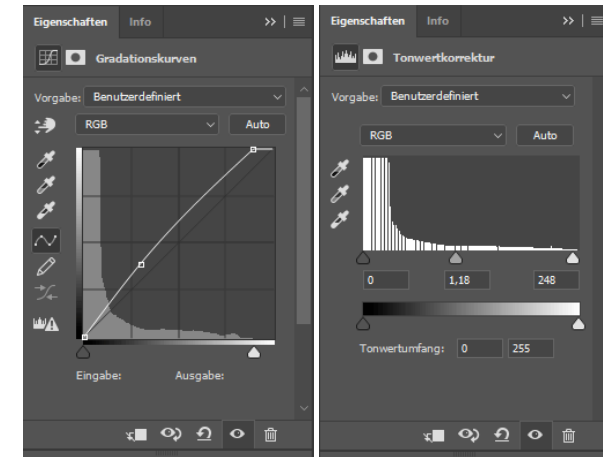 Eigenschaften Info
Gradationskurven
Vorgabe: Benutzerdefiniert
RGB Auto
Eingabe: Ausgabe:
Eigenschaften Info
Tonwertkorrektur
Vorgabe: Benutzerdefiniert
RGB Auto
0 1,18 248
Tonwertumfang: 0 255